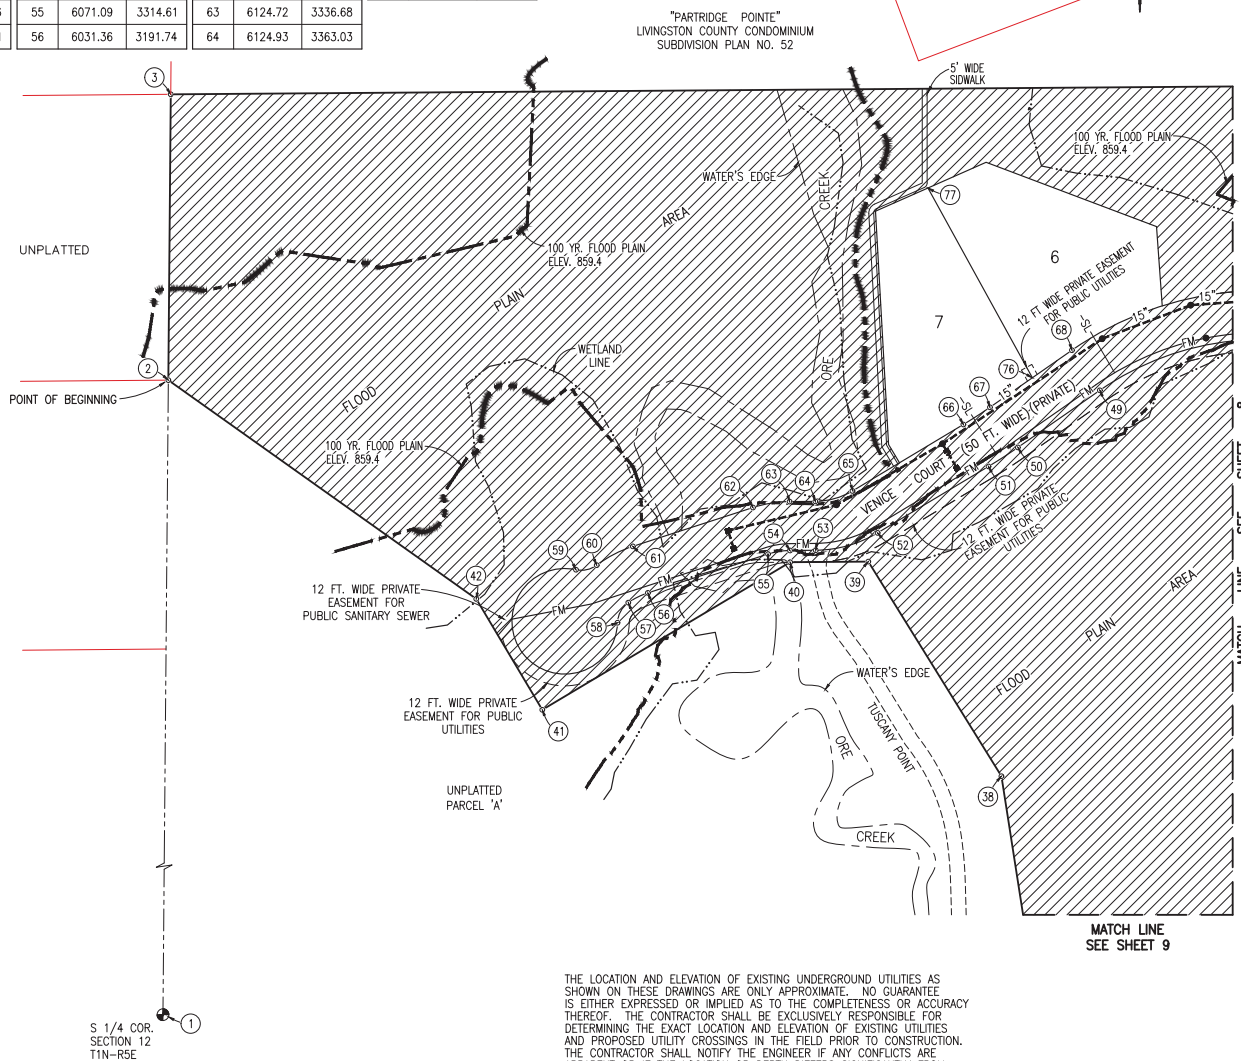 55 6071.09 3314.61 63 6124.72 3336.68
56 6031.36 3191.74 64 6124.93 3363.03
"PARTRIDGE POINTE"
LIVINGSTON COUNTY CONDOMINIUM
SUBDIVISION PLAN NO. 52
3
5' WIDE
SIDWALK
100 YR. FLOOD PLAIN
ELEV. 859.4
WATER'S EDGE
CREEK
77
AREA
UNPLATTED
100 YR. FLOOD PLAIN
ELEV. 859.4
6
12 FT WIDE PRIVATE EASEMENT
FOR PUBLIC UTILITIES
PLAIN
15"
15"
7
68
FM
WETLAND
LINE
ORE
2
76
POINT OF BEGINNING
FLOOD
67
15"
66
FM
49
(50 FT. WIDE) (PRIVATE)
100 YR. FLOOD PLAIN
ELEV. 859.4
65
50
FM
51
62
63
64
VENICE COURT
12 FT. WIDE PRIVATE
EASEMENT FOR PUBLIC
UTILITIES
54
53
FM
52
59
60
61
42
55
40
39
AREA
12 FT. WIDE PRIVATE
EASEMENT FOR
PUBLIC SANITARY SEWER
FM
FM
58
57
56
PLAIN
WATER'S EDGE
FLOOD
12 FT. WIDE PRIVATE
EASEMENT FOR PUBLIC
UTILITIES
41
TUSCANY POINT
ORE
UNPLATTED
PARCEL 'A'
38
CREEK
MATCH LINE
SEE SHEET 9
THE LOCATION AND ELEVATION OF EXISTING UNDERGROUND UTILITIES AS
SHOWN ON THESE DRAWINGS ARE ONLY APPROXIMATE. NO GUARANTEE
IS EITHER EXPRESSED OR IMPLIED AS TO THE COMPLETENESS OR ACCURACY
THEREOF. THE CONTRACTOR SHALL BE EXCLUSIVELY RESPONSIBLE FOR
DETERMINING THE EXACT LOCATION AND ELEVATION OF EXISTING UTILITIES
AND PROPOSED UTILITY CROSSINGS IN THE FIELD PRIOR TO CONSTRUCTION.
THE CONTRACTOR SHALL NOTIFY THE ENGINEER IF ANY CONFLICTS ARE
1
S 1/4 COR.
SECTION 12
T1N-R5E